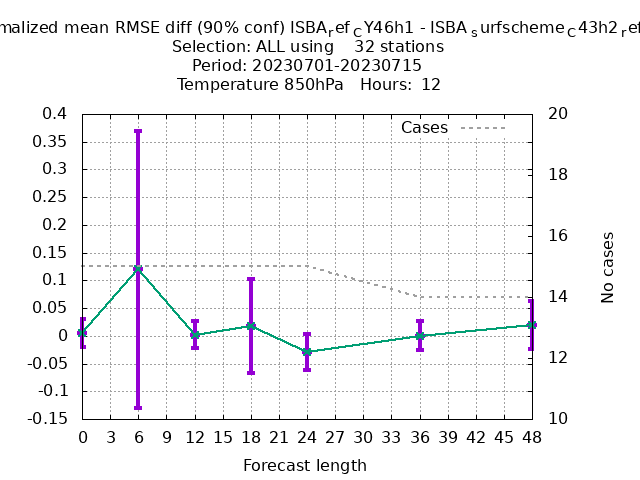 malized mean RMSE diff (90% conf) ISBA_ref_CY46h1 - ISBA_surfscheme_C43h2_ref
Selection: ALL using 32 stations
Period: 20230701-20230715
Temperature 850hPa Hours: 12
Cases
0.4
0.35
0.3
0.25
0.2
0.15
0.1
0.05
0
-0.05
-0.1
-0.15
20
18
16
14
12
10
No cases
0 3 6 9 12 15 18 21 24 27 30 33 36 39 42 45 48
Forecast length